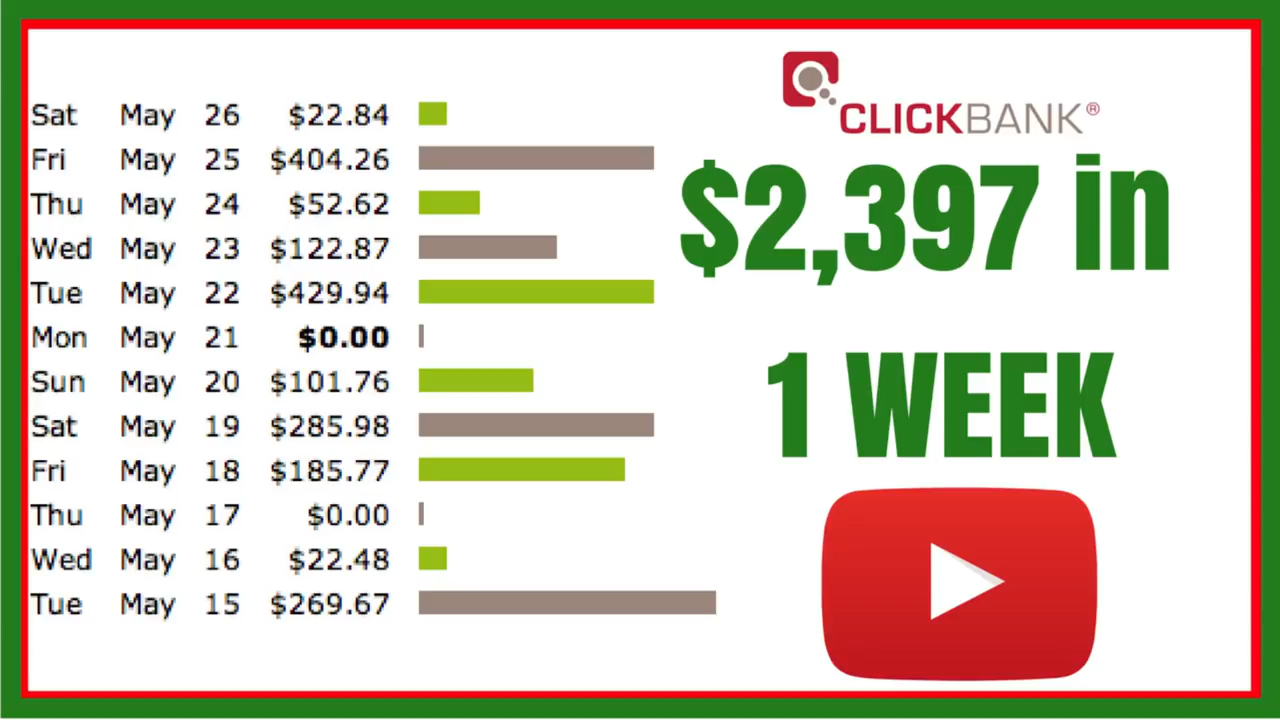 Sat May 26 $22.84
Fri May 25 $404.26
Thu May 24 $52.62
Wed May 23 $122.87
Tue May 22 $429.94
Mon May 21 $0.00
Sun May 20 $101.76
Sat May 19 $285.98
Fri May 18 $185.77
Thu May 17 $0.00
Wed May 16 $22.48
Tue May 15 $269.67
CLICKBANK®
$2,397 in
1 WEEK